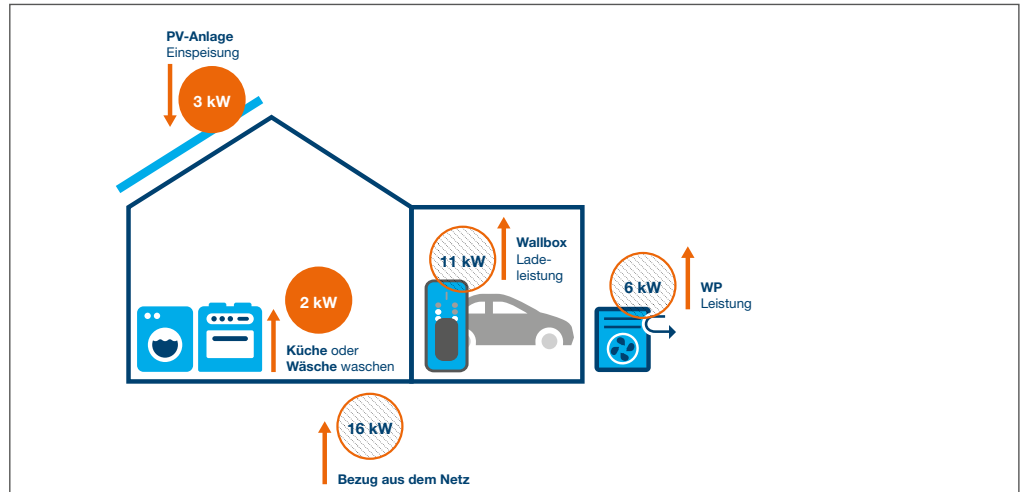 PV-Anlage
Einspeisung
3 kW
11 kW
Wallbox
Lade-
leistung
6 kW
WP
Leistung
2 kW
Küche oder
Wäsche waschen
16 kW
Bezug aus dem Netz